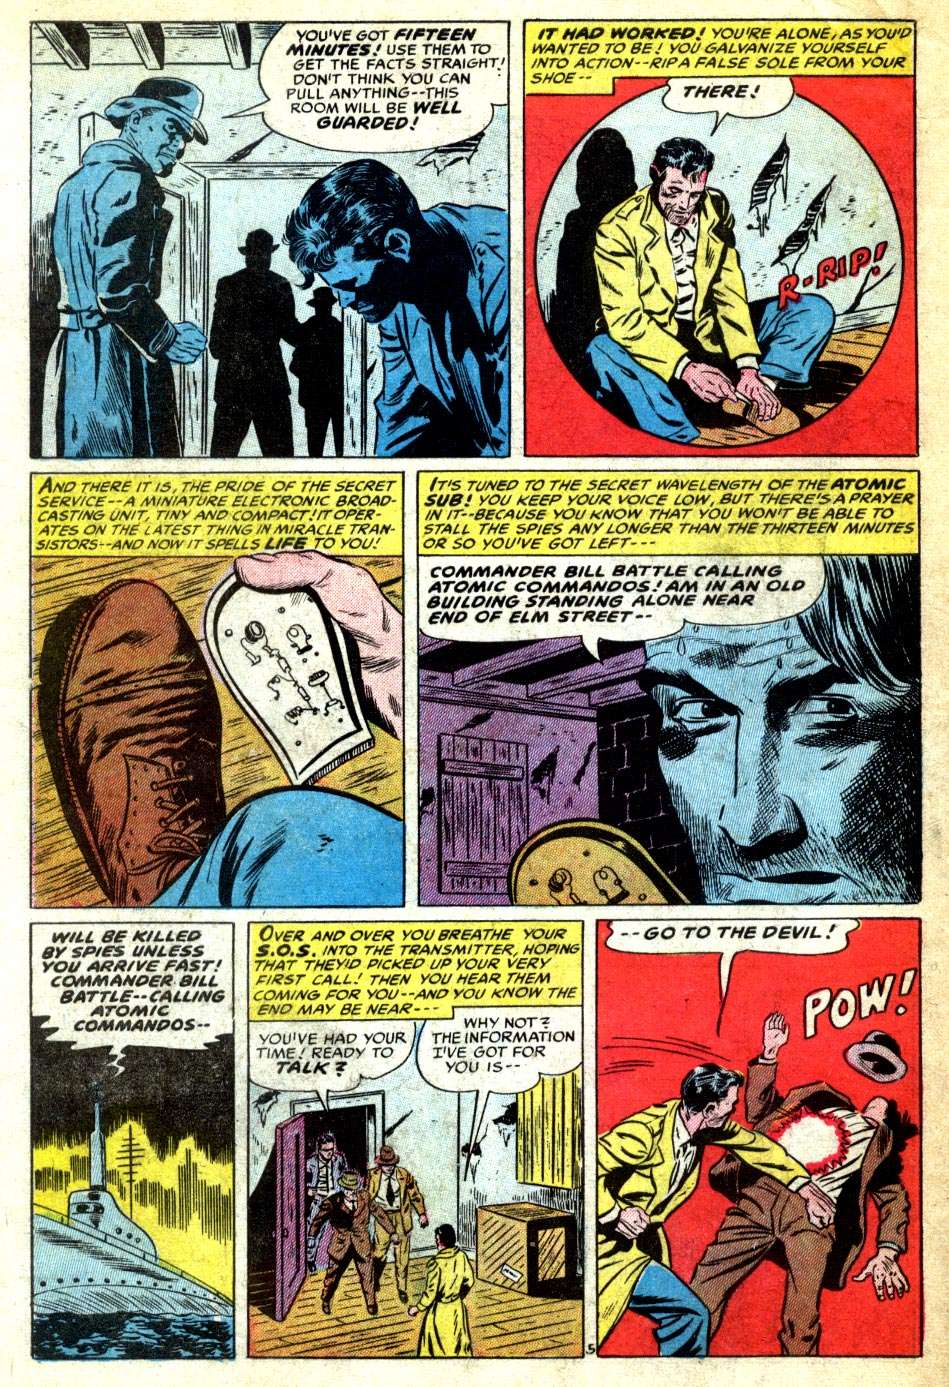 YOU'VE GOT FIFTEEN
MINUTES! USE THEM TO
GET THE FACTS STRAIGHT!
DON'T THINK YOU CAN
PULL ANYTHING--THIS
ROOM WILL BE WELL
GUARDED!
IT HAD WORKED! YOU'RE ALONE, AS YOU'D
WANTED TO BE! YOU GALVANIZE YOURSELF
INTO ACTION--RIP A FALSE SOLE FROM YOUR
SHOE--
THERE!
R-RIP!
AND THERE IT IS, THE PRIDE OF THE SECRET
SERVICE--A MINIATURE ELECTRONIC BROAD-
CASTING UNIT, TINY AND COMPACT! IT OPER-
ATES ON THE LATEST THING IN MIRACLE TRAN-
SISTORS--AND NOW IT SPELLS LIFE TO YOU!
IT'S TUNED TO THE SECRET WAVELENGTH OF THE ATOMIC
SUB! YOU KEEP YOUR VOICE LOW, BUT THERE'S A PRAYER
IN IT--BECAUSE YOU KNOW THAT YOU WON'T BE ABLE TO
STALL THE SPIES ANY LONGER THAN THE THIRTEEN MINUTES
OR SO YOU'VE GOT LEFT---
COMMANDER BILL BATTLE CALLING
ATOMIC COMMANDOS! AM IN AN OLD
BUILDING STANDING ALONE NEAR
END OF ELM STREET--
WILL BE KILLED
BY SPIES UNLESS
YOU ARRIVE FAST!
COMMANDER BILL
BATTLE--CALLING
ATOMIC
COMMANDOS--
OVER AND OVER YOU BREATHE YOUR
S.O.S. INTO THE TRANSMITTER, HOPING
THAT THEY'D PICKED UP YOUR VERY
FIRST CALL! THEN YOU HEAR THEM
COMING FOR YOU--AND YOU KNOW THE
END MAY BE NEAR---
YOU'VE HAD YOUR
TIME! READY TO
TALK?
WHY NOT?
THE INFORMATION
I'VE GOT FOR
YOU IS--
5
--GO TO THE DEVIL!
POW!